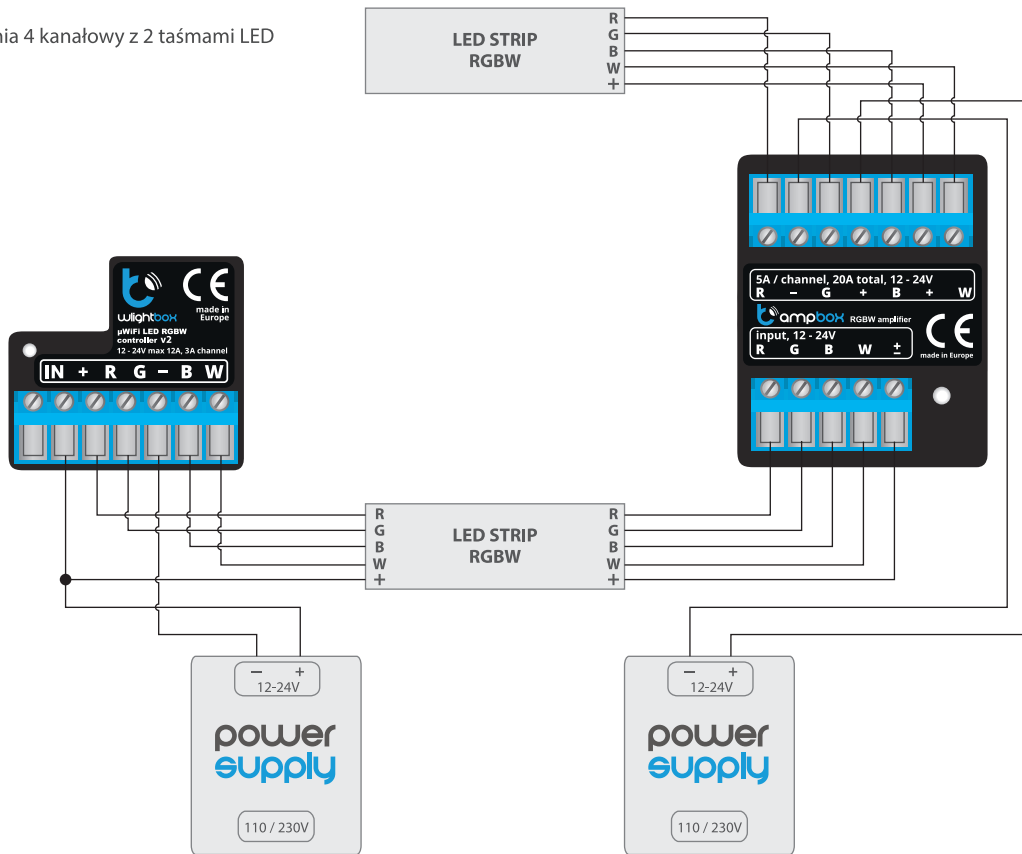 nia 4 kanałowy z 2 taśmami LED
LED STRIP
RGBW
R
G
B
W
+
5A / channel, 20A total, 12 - 24V
R - G + B + W
ampbox RGBW amplifier
input, 12 - 24V
R G B W ±
CE
made in Europe
wlightbox
CE
made in
Europe
µWiFi LED RGBW
controller v2
12 - 24V max 12A, 3A channel
IN + R G - B W
R
G
B
W
+
LED STRIP
RGBW
R
G
B
W
+
- +
12-24V
power
supply
110 / 230V
- +
12-24V
power
supply
110 / 230V